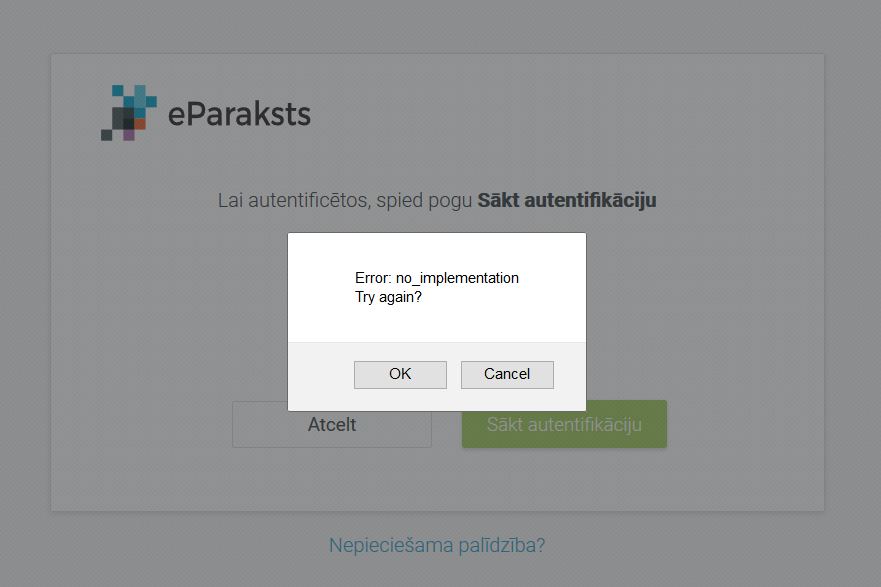 eParaksts
Lai autentificētos, spied pogu Sākt autentifikāciju
Error: no_implementation
Try again?
OK Cancel
Atcelt Sākt autentifikāciju
Nepieciešama palīdzība?